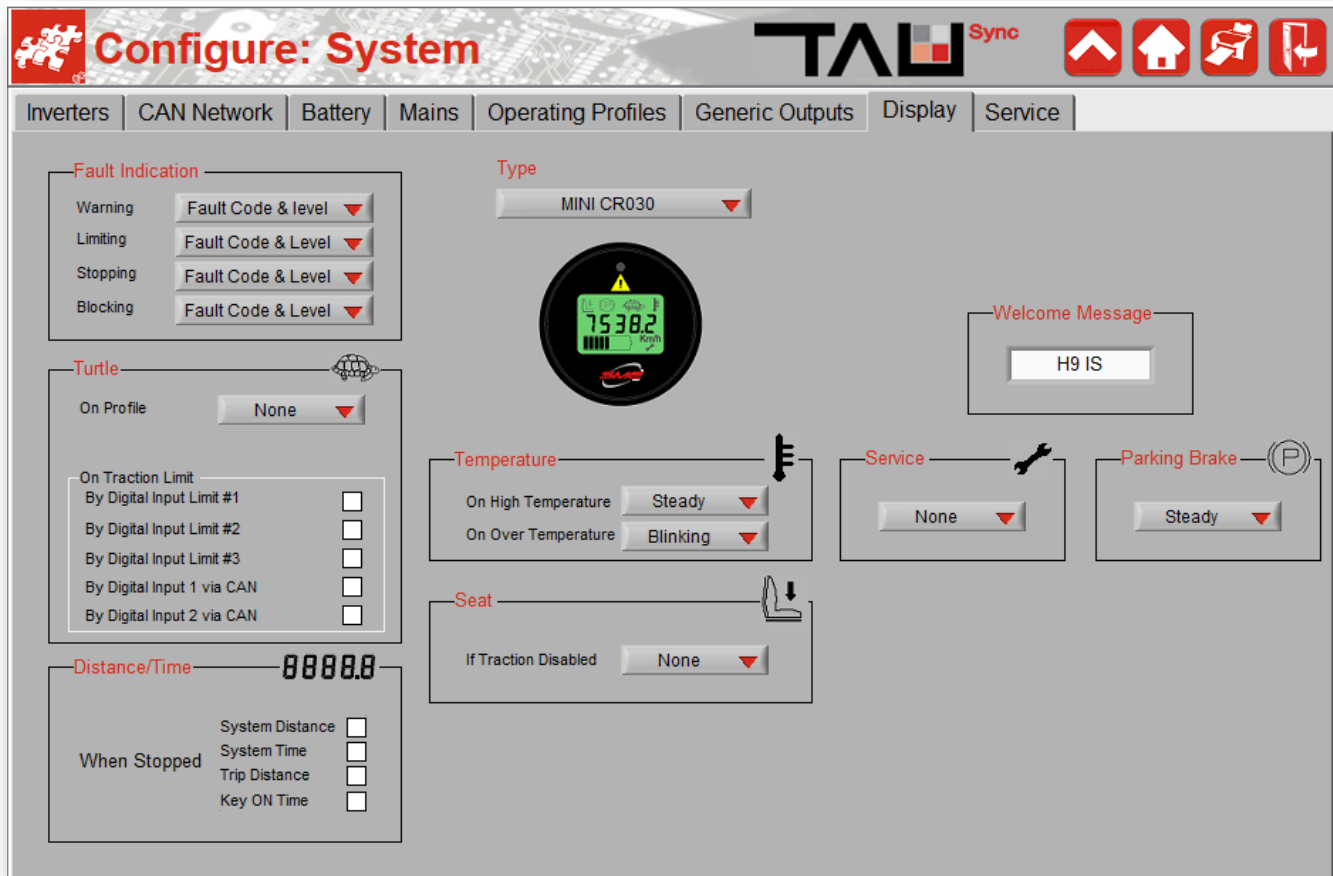 Configure: System
TAU Sync
Inverters CAN Network Battery Mains Operating Profiles Generic Outputs Display Service
Fault Indication
Warning Fault Code & level
Limiting Fault Code & Level
Stopping Fault Code & Level
Blocking Fault Code & Level
Type
MINI CR030
P
7538.2
Km/h
SME
Welcome Message
H9 IS
Turtle
On Profile None
On Traction Limit
By Digital Input Limit #1
By Digital Input Limit #2
By Digital Input Limit #3
By Digital Input 1 via CAN
By Digital Input 2 via CAN
Temperature
On High Temperature Steady
On Over Temperature Blinking
Service
None
Parking Brake P
Steady
Seat
If Traction Disabled None
Distance/Time 8888.8
When Stopped
System Distance
System Time
Trip Distance
Key ON Time